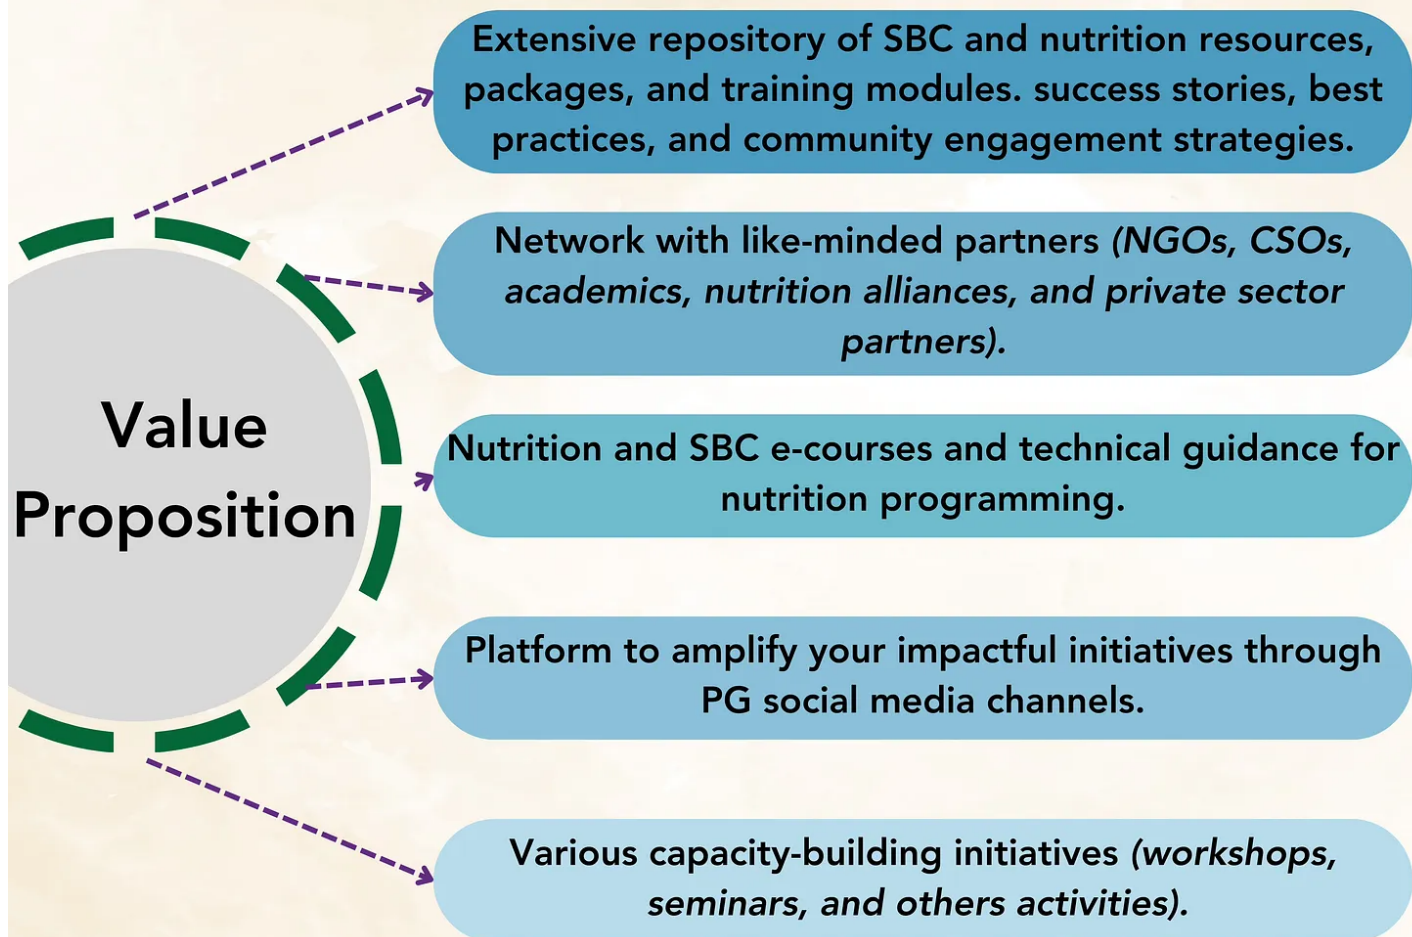 Extensive repository of SBC and nutrition resources,
packages, and training modules. success stories, best
practices, and community engagement strategies.
Network with like-minded partners (NGOs, CSOs,
academics, nutrition alliances, and private sector
partners).
Value
Proposition
Nutrition and SBC e-courses and technical guidance for
nutrition programming.
Platform to amplify your impactful initiatives through
PG social media channels.
Various capacity-building initiatives (workshops,
seminars, and others activities).